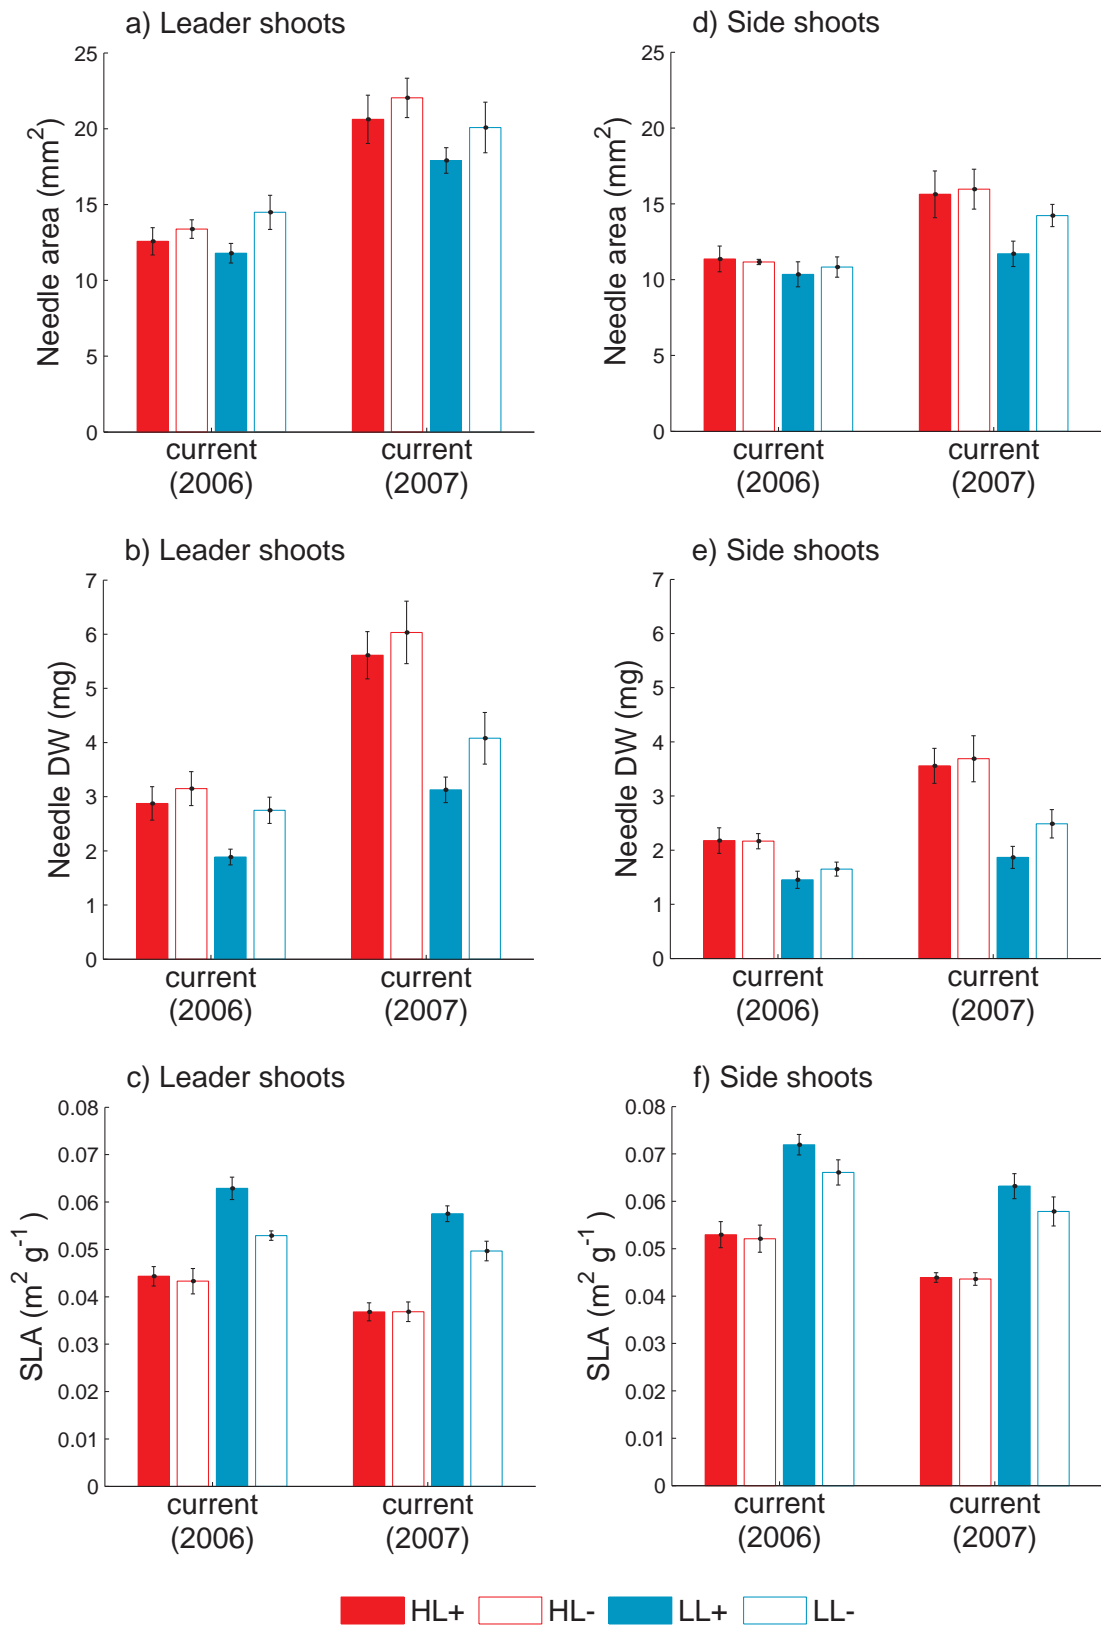 a) Leader shoots
25
20
15
10
5
0
Needle area (mm²)
current
(2006)
current
(2007)
d) Side shoots
25
20
15
10
5
0
Needle area (mm²)
current
(2006)
current
(2007)
b) Leader shoots
7
6
5
4
3
2
1
0
Needle DW (mg)
current
(2006)
current
(2007)
e) Side shoots
7
6
5
4
3
2
1
0
Needle DW (mg)
current
(2006)
current
(2007)
c) Leader shoots
0.08
0.07
0.06
0.05
0.04
0.03
0.02
0.01
0
SLA (m² g⁻¹ )
current
(2006)
current
(2007)
f) Side shoots
0.08
0.07
0.06
0.05
0.04
0.03
0.02
0.01
0
SLA (m² g⁻¹ )
current
(2006)
current
(2007)
HL+ HL- LL+ LL-